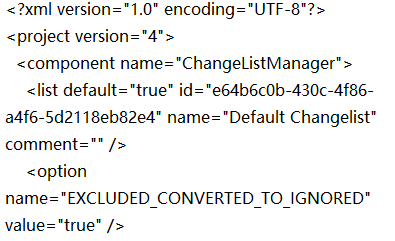 <?xml version="1.0" encoding="UTF-8"?>
<project version="4">
<component name="ChangeListManager">
<list default="true" id="e64b6c0b-430c-4f86-
a4f6-5d2118eb82e4" name="Default Changelist"
comment="" />
<option
name="EXCLUDED_CONVERTED_TO_IGNORED"
value="true" />